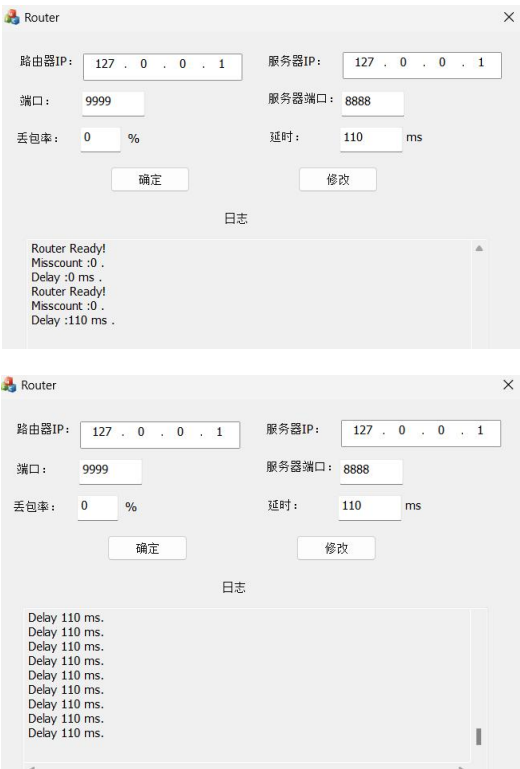 Router
路由器IP: 127 . 0 . 0 . 1 服务器IP: 127 . 0 . 0 . 1
端口: 9999 服务器端口: 8888
丢包率: 0 % 延时: 110 ms
确定 修改
日志
Router Ready!
Misscount :0 .
Delay :0 ms .
Router Ready!
Misscount :0 .
Delay :110 ms .
Router
路由器IP: 127 . 0 . 0 . 1 服务器IP: 127 . 0 . 0 . 1
端口: 9999 服务器端口: 8888
丢包率: 0 % 延时: 110 ms
确定 修改
日志
Delay 110 ms.
Delay 110 ms.
Delay 110 ms.
Delay 110 ms.
Delay 110 ms.
Delay 110 ms.
Delay 110 ms.
Delay 110 ms.
Delay 110 ms.